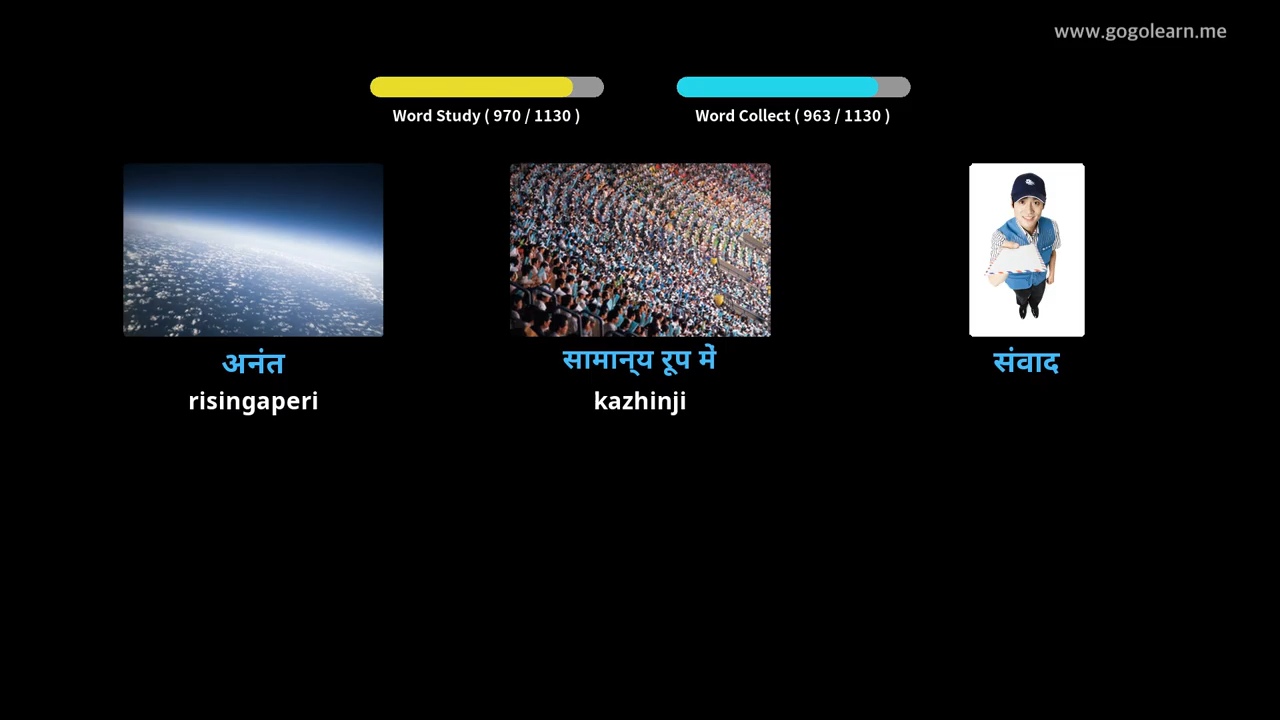 www.gogolearn.me
Word Study ( 970 / 1130 )
Word Collect ( 963 / 1130 )
अनंत
सामान्य रूप में
संवाद
risingaperi
kazhinji